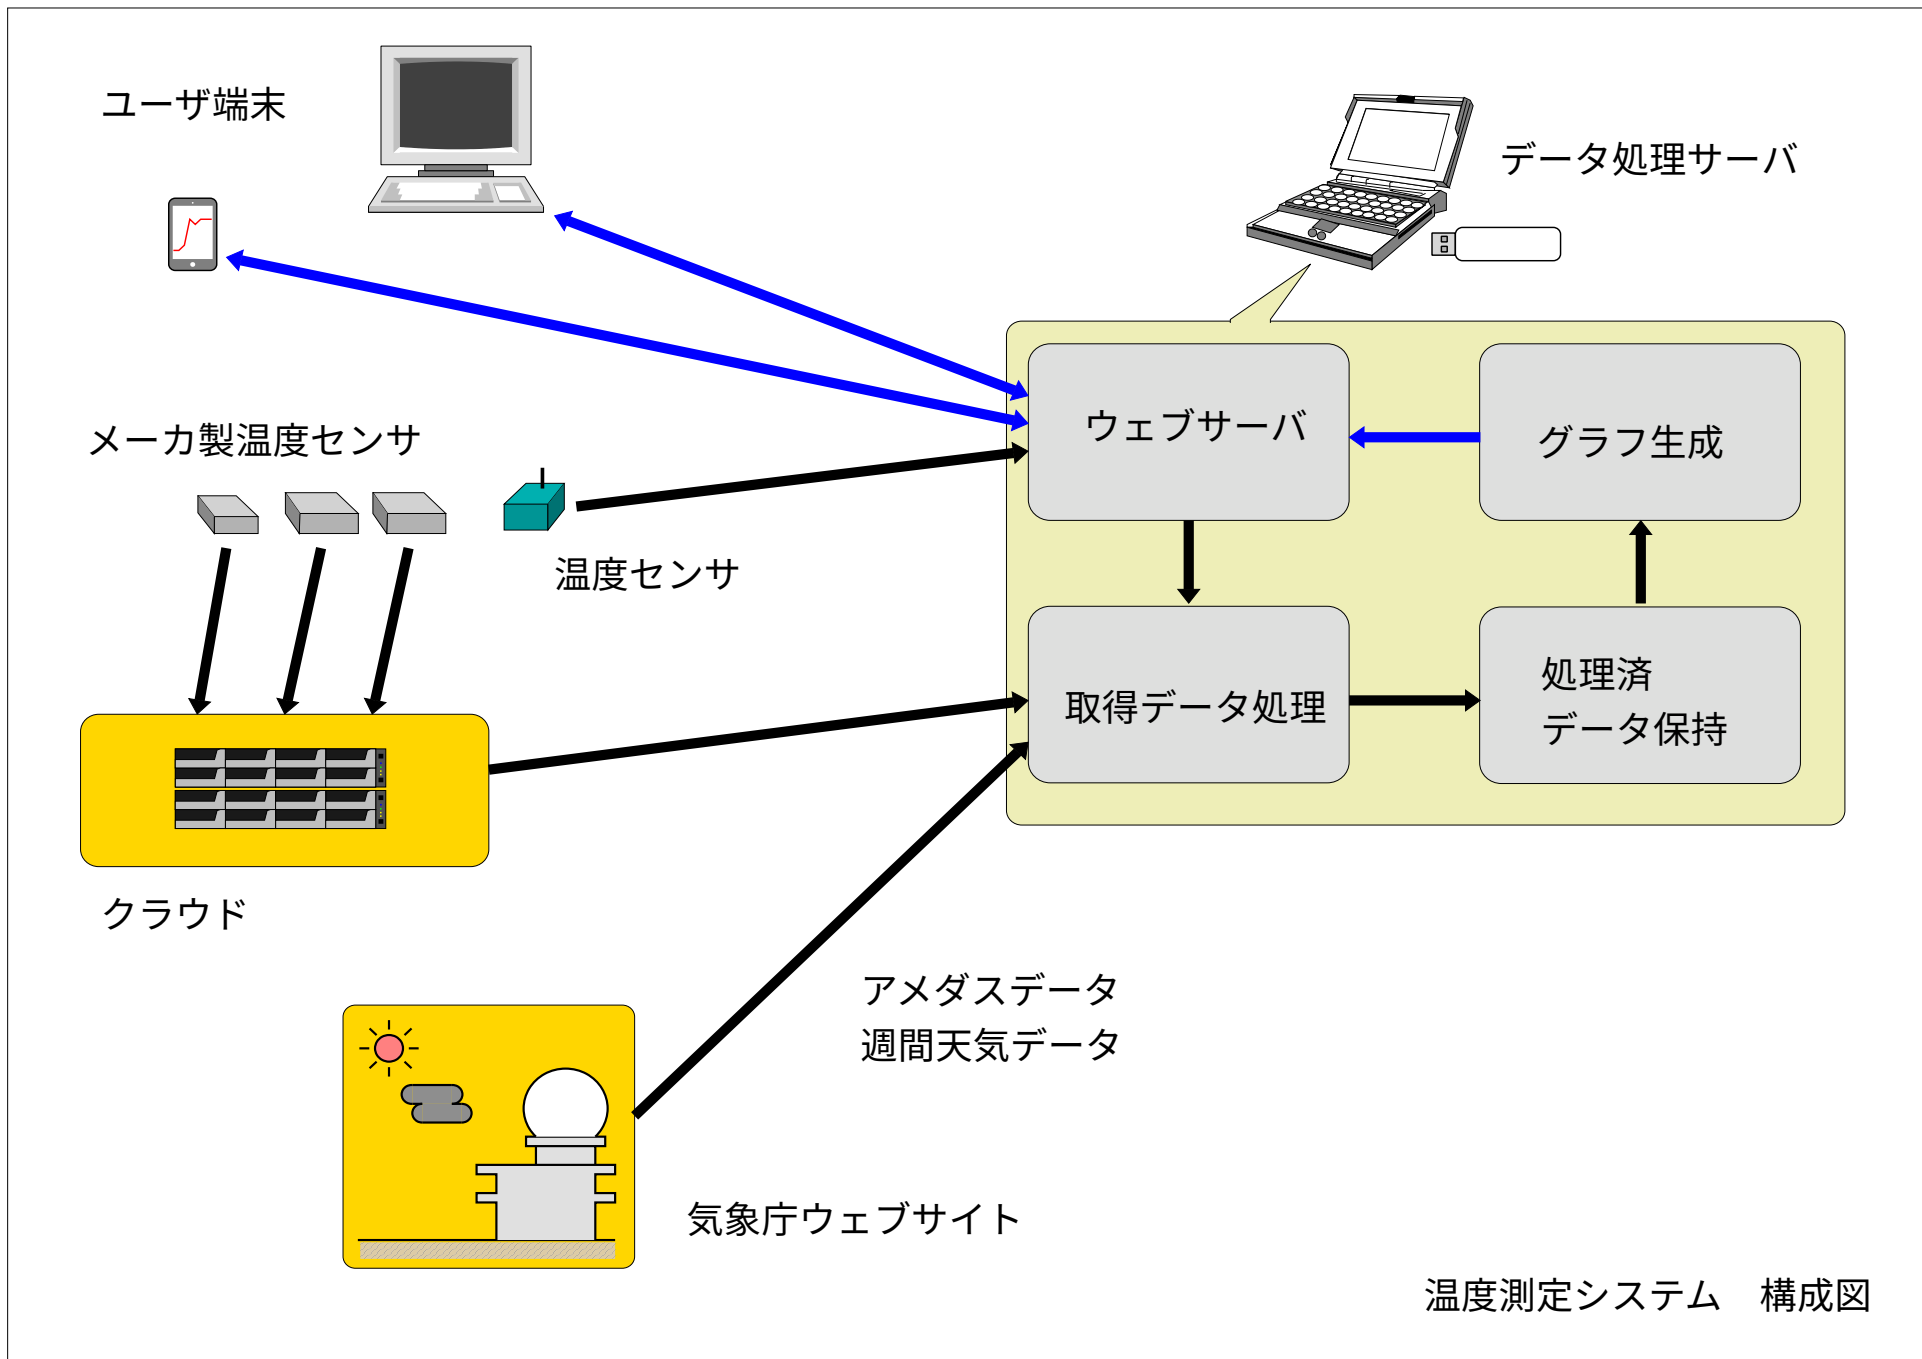 ユーザ端末
データ処理サーバ
メーカ製温度センサ
ウェブサーバ
グラフ生成
温度センサ
取得データ処理
処理済
データ保持
クラウド
アメダスデータ
週間天気データ
気象庁ウェブサイト
温度測定システム　構成図